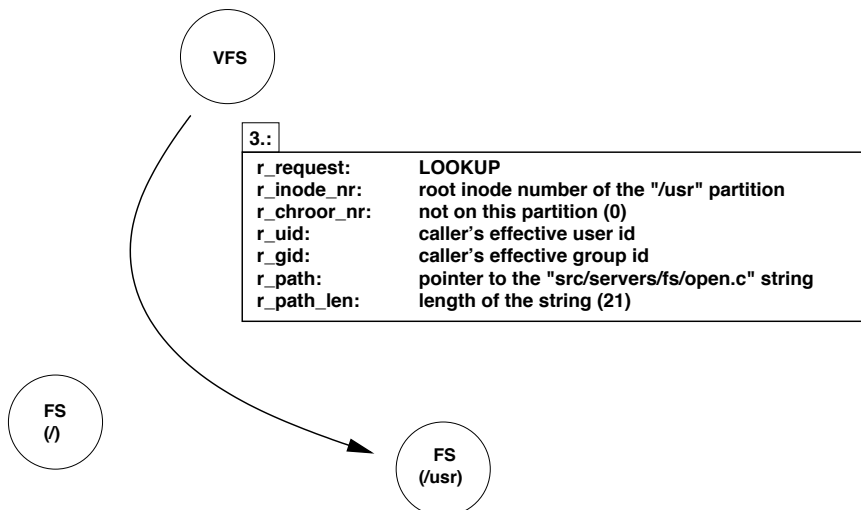 VFS
3.:
r_request: LOOKUP
r_inode_nr: root inode number of the "/usr" partition
r_chroor_nr: not on this partition (0)
r_uid: caller's effective user id
r_gid: caller's effective group id
r_path: pointer to the "src/servers/fs/open.c" string
r_path_len: length of the string (21)
FS
(/)
FS
(/usr)